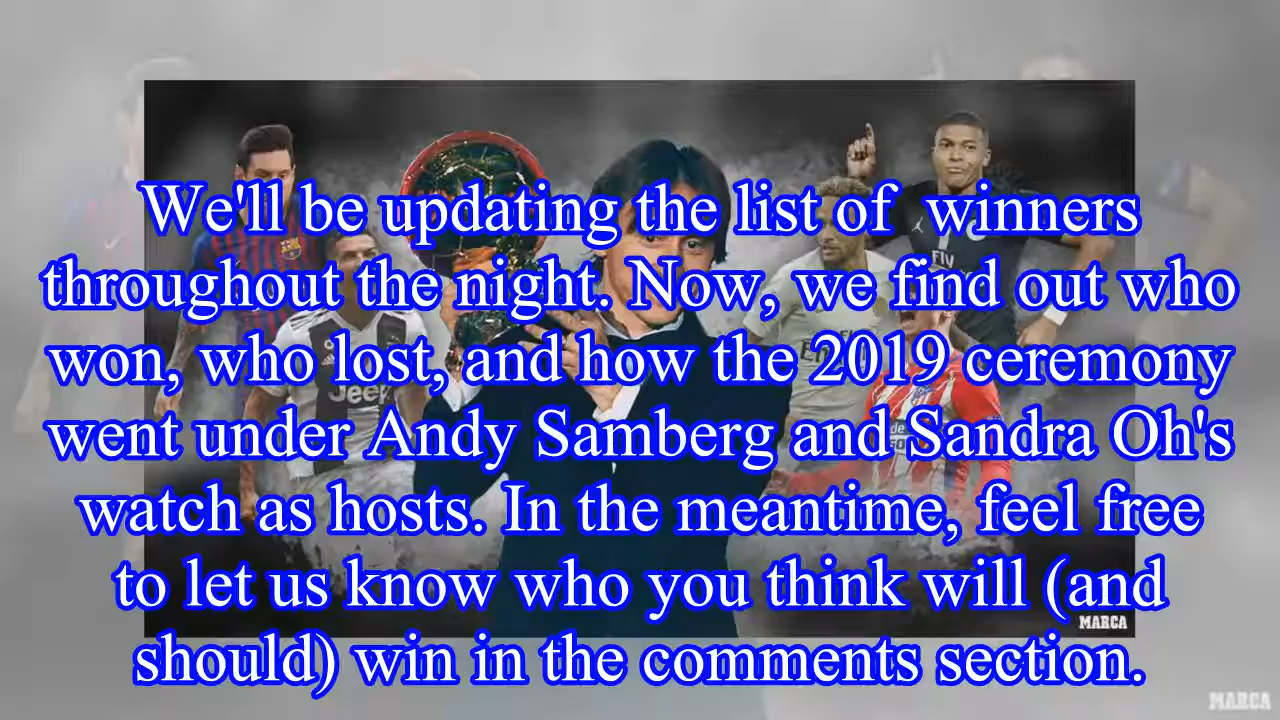 We'll be updating the list of winners
throughout the night. Now, we find out who
won, who lost, and how the 2019 ceremony
went under Andy Samberg and Sandra Oh's
watch as hosts. In the meantime, feel free
to let us know who you think will (and
should) win in the comments section.
Jeep
FLY
MARCA
MARCA